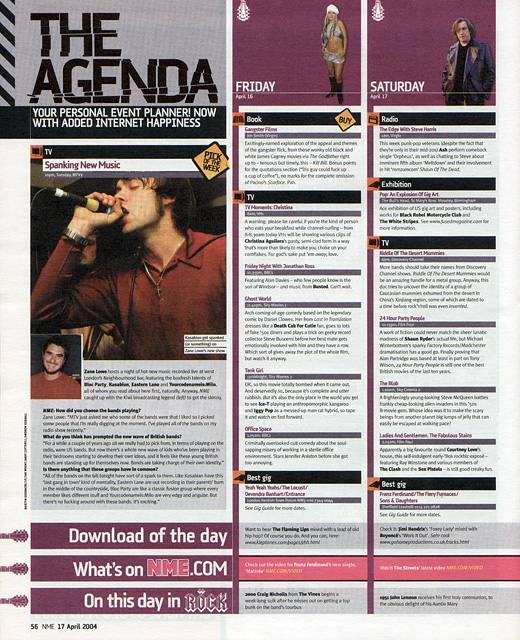 THE
AGENDA
YOUR PERSONAL EVENT PLANNER! NOW
WITH ADDED INTERNET HAPPINESS
TV
Spanking New Music
10pm, Tuesday, MTV2
PICK OF
THE WEEK
Kasabian get spanked
(or something) on
Zane Lowe's new show
Zane Lowe hosts a night of hot new music recorded live at west
London's Neighbourhood bar, featuring the bashish talents of
Bloc Party, Kasabian, Eastern Lane and Yourcodenameis:Milo,
all of whom you read about here first, naturally. Anyway, NME
caught up with the Kiwi broadcasting legend (left) to get the skinny.
NME: How did you choose the bands playing?
Zane Lowe: "MTV just asked me who some of the bands were that I liked so I picked
some people that I'm really digging at the moment. I've played all of the bands on my
radio show recently."
What do you think has prompted the new wave of British bands?
"For a while a couple of years ago all we really had to pick from, in terms of playing on the
radio, were US bands. But now there's a whole new wave of kids who've been playing in
their bedrooms starting to develop their own ideas, and it feels like these young British
bands are standing up for themselves now. Bands are taking charge of their own identity."
Is there anything that these groups have in common?
"All of the bands on the bill tonight have sort of a spark to them. Like Kasabian have this
'last gang in town' kind of mentality. Eastern Lane are out recording in their parents' barn
in the middle of the countryside, Bloc Party are like a classic fusion group where every
member likes different stuff and Yourcodenameis:Milo are very edgy and angular. But
there's no fucking around with these bands. It's exciting."
FRIDAY
April 16
Book
BUY
Gangster Films
Jim Smith (Virgin)
Excitingly-named exploration of the appeal and themes
of the gangster flick, from those wonky old black and
white James Cagney movies via The Godfather right
up to – furious but timely, this – Kill Bill. Bonus points
for the quotations section ("Dis guy could fuck up
a cup of coffee"), no marks for the complete omission
of Pacino's Scarface. Pah.
TV
TV Moments: Christina
8am, VH1
A warning: please be careful if you're the kind of person
who eats your breakfast while channel-surfing – from
8-8.30am today VH1 will be showing various clips of
Christina Aguilera's pasty, semi-clad form in a way
that's more than likely to make you choke on your
cornflakes. For god's sake put 'em away, love.
Friday Night With Jonathan Ross
10.35pm, BBC1
Featuring Alan Davies – who few people know is the
son of Windsor – and music from Busted. Can't wait.
Ghost World
11.40pm, Sky Movies 2
Arch coming-of-age comedy based on the legendary
comic by Daniel Clowes. Her from Lost In Translation
dresses like a Death Cab For Cutie fan, goes to lots
of fake '50s diners and plays a trick on geeky record
collector Steve Buscemi before her best mate gets
emotionally involved with him and they have a row.
Which sort of gives away the plot of the whole film,
but watch it anyway.
Tank Girl
12midnight, Sky Movies 3
OK, so this movie totally bombed when it came out.
And deservedly so, because it's complete and utter
rubbish. But it's also the only place in the world you get
to see Ice-T playing an anthropomorphic kangaroo
and Iggy Pop as a messed-up man-rat hybrid, so tape
it and watch on fast forward.
Office Space
1.25am, BBC1
Criminally overlooked cult comedy about the soul-
sapping misery of working in a sterile office
environment. Stars Jennifer Aniston before she got
too annoying.
Best gig
Yeah Yeah Yeahs/The Locust/
Devendra Banhart/Entrance
London Kentish Town Forum
See Gig Guide for more dates.
SATURDAY
April 17
Radio
The Edge With Steve Harris
1am, Virgin
This week punk-pop veterans (despite the fact that
they're only in their mid 20s) Ash perform comeback
single 'Orpheus', as well as chatting to Steve about
imminent fifth album 'Meltdown' and their involvement
in hit 'romzomcom' Shaun Of The Dead.
Exhibition
Pop: An Explosion Of Gig Art
The Bull's Head, St Mary's Row, Moseley, Birmingham
Ace exhibition of US gig art and posters, including
works for Black Rebel Motorcycle Club and
The White Stripes. See www.fusedmagazine.com for
more information.
TV
Riddle Of The Desert Mummies
8am, Discovery Channel
More bands should take their names from Discovery
Channel shows. Riddle Of The Desert Mummies would
be an amazing handle for a metal group. Anyway, this
doc tries to uncover the identity of a group of
Caucasian mummies exhumed from the desert in
China's Xinjiang region, some of which are dated to
a time before rock'n'roll was even invented.
24 Hour Party People
10.15pm, Film Four
A work of fiction could never match the sheer lunatic
madness of Shaun Ryder's actual life, but Michael
Winterbottom's sparky Factory Records/Madchester
dramatisation has a good go. Finally proving that
Alan Partridge was based at least in part on Tony
Wilson, 24 Hour Party People is still one of the best
British movies of the last ten years.
The Blob
1.20am, Sky Cinema 2
A frighteningly young-looking Steve McQueen battles
frankly cheap-looking alien invaders in this '50s
B-movie gem. Whose idea was it to make the scary
beings from another planet big lumps of jelly that can
easily be escaped at walking pace?
Ladies And Gentlemen, The Fabulous Stains
2.25am, Film Four
Apparently a big favourite round Courtney Love's
house, this self-indulgent early '80s rockbiz exposé –
featuring Ray Winstone and various members of
The Clash and the Sex Pistols – is still good creaky fun.
Best gig
Franz Ferdinand/The Fiery Furnaces/
Sons & Daughters
Sheffield Leadmill
See Gig Guide for more dates.
Download of the day
Want to hear The Flaming Lips mixed with a load of old
hip-hop? Of course you do. And you can, here:
www.kleptones.com/pages/yhh.html
Check it: Jimi Hendrix's 'Foxey Lady' mixed with
Beyoncé's 'Work It Out'. Satin cook
www.gohomeproductions.co.uk/tracks.html
What's on NME.COM
Check out the video for Franz Ferdinand's new single,
'Matinée' NME.COM/VIDEO
Watch The Streets' latest video NME.COM/VIDEO
On this day in ROCK
2000 Craig Nicholls from The Vines begins a
week-long sulk after he misses out on getting a top
bunk on the band's tourbus
1951 John Lennon receives his first holy communion, to
the obvious delight of his Auntie Mary
56 NME 17 April 2004